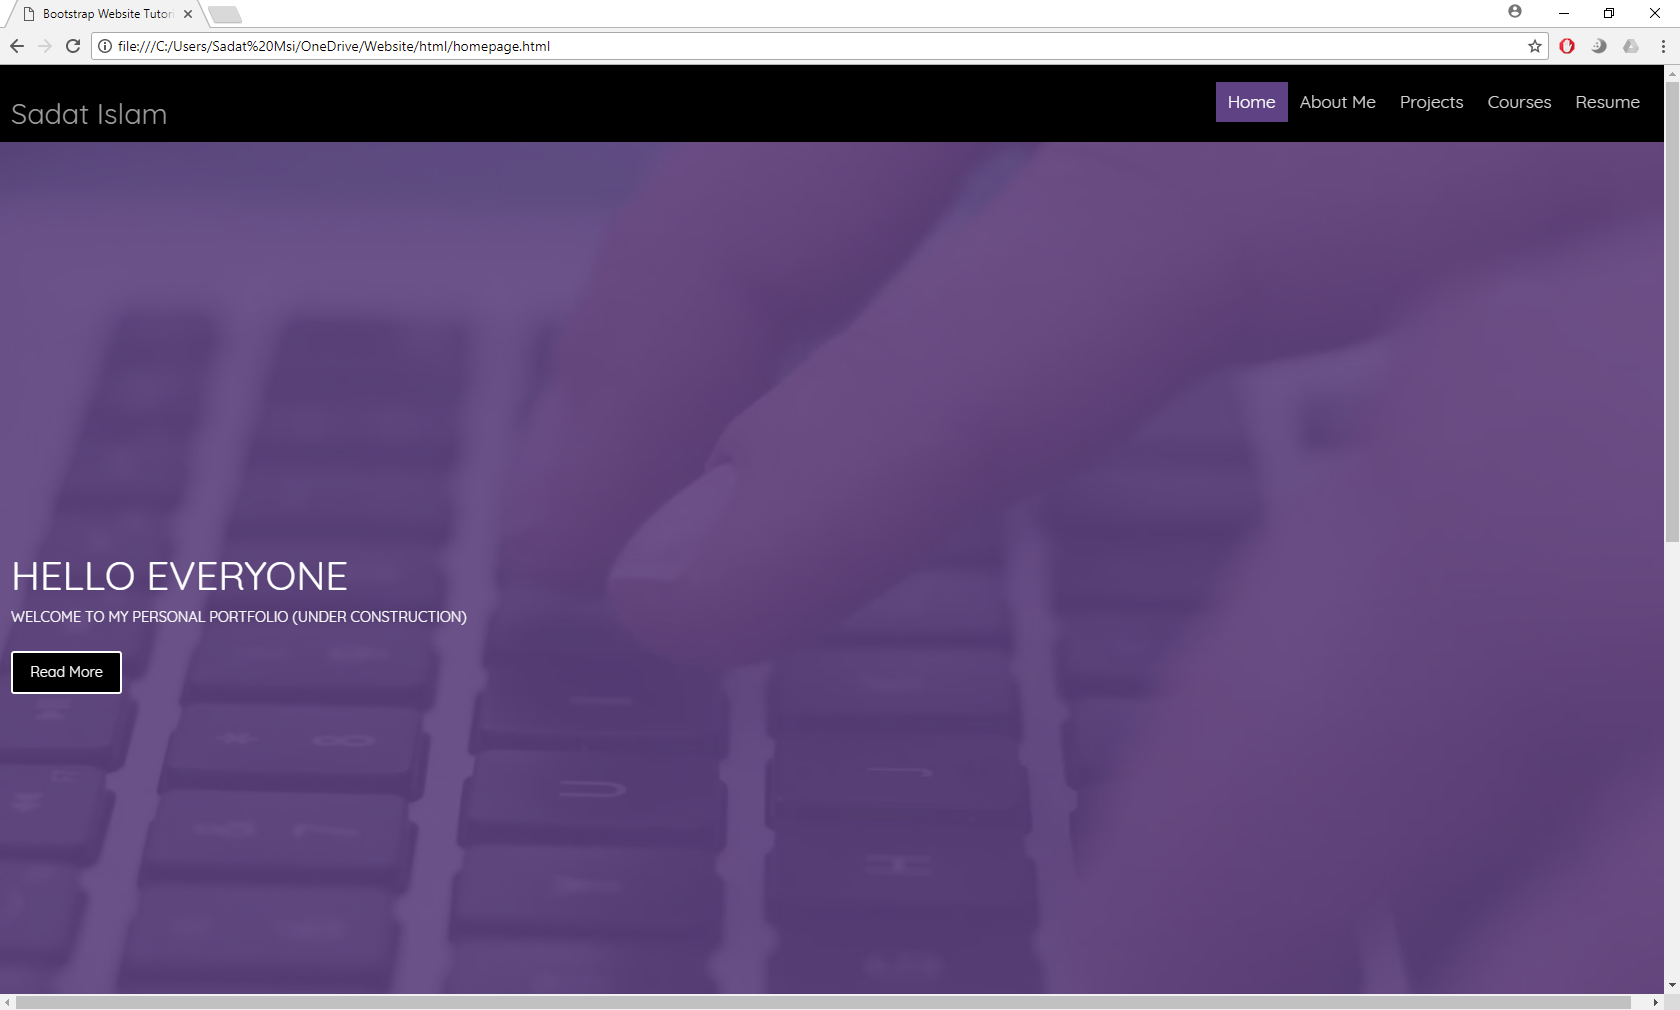 Bootstrap Website Tutori
file:///C:/Users/Sadat%20Msi/OneDrive/Website/html/homepage.html
Sadat Islam
Home About Me Projects Courses Resume
HELLO EVERYONE
WELCOME TO MY PERSONAL PORTFOLIO (UNDER CONSTRUCTION)
Read More